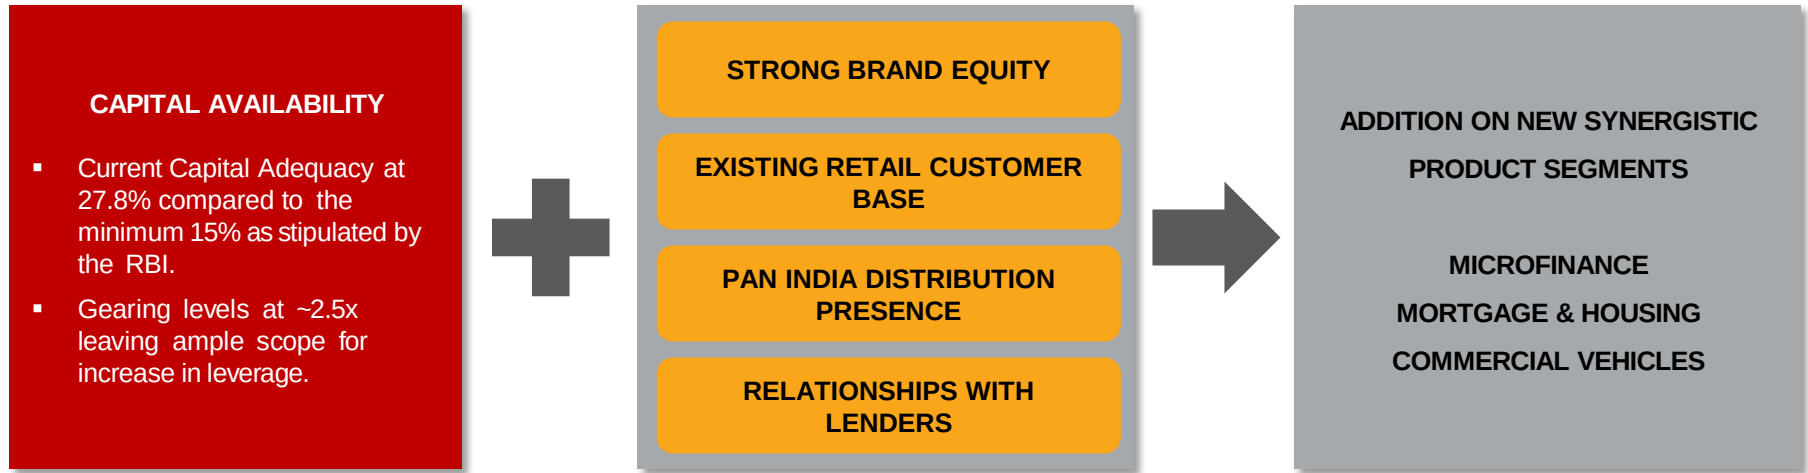 CAPITAL AVAILABILITY
▪ Current Capital Adequacy at
27.8% compared to the
minimum 15% as stipulated by
the RBI.
▪ Gearing levels at ~2.5x
leaving ample scope for
increase in leverage.
STRONG BRAND EQUITY
EXISTING RETAIL CUSTOMER
BASE
PAN INDIA DISTRIBUTION
PRESENCE
RELATIONSHIPS WITH
LENDERS
ADDITION ON NEW SYNERGISTIC
PRODUCT SEGMENTS
MICROFINANCE
MORTGAGE & HOUSING
COMMERCIAL VEHICLES